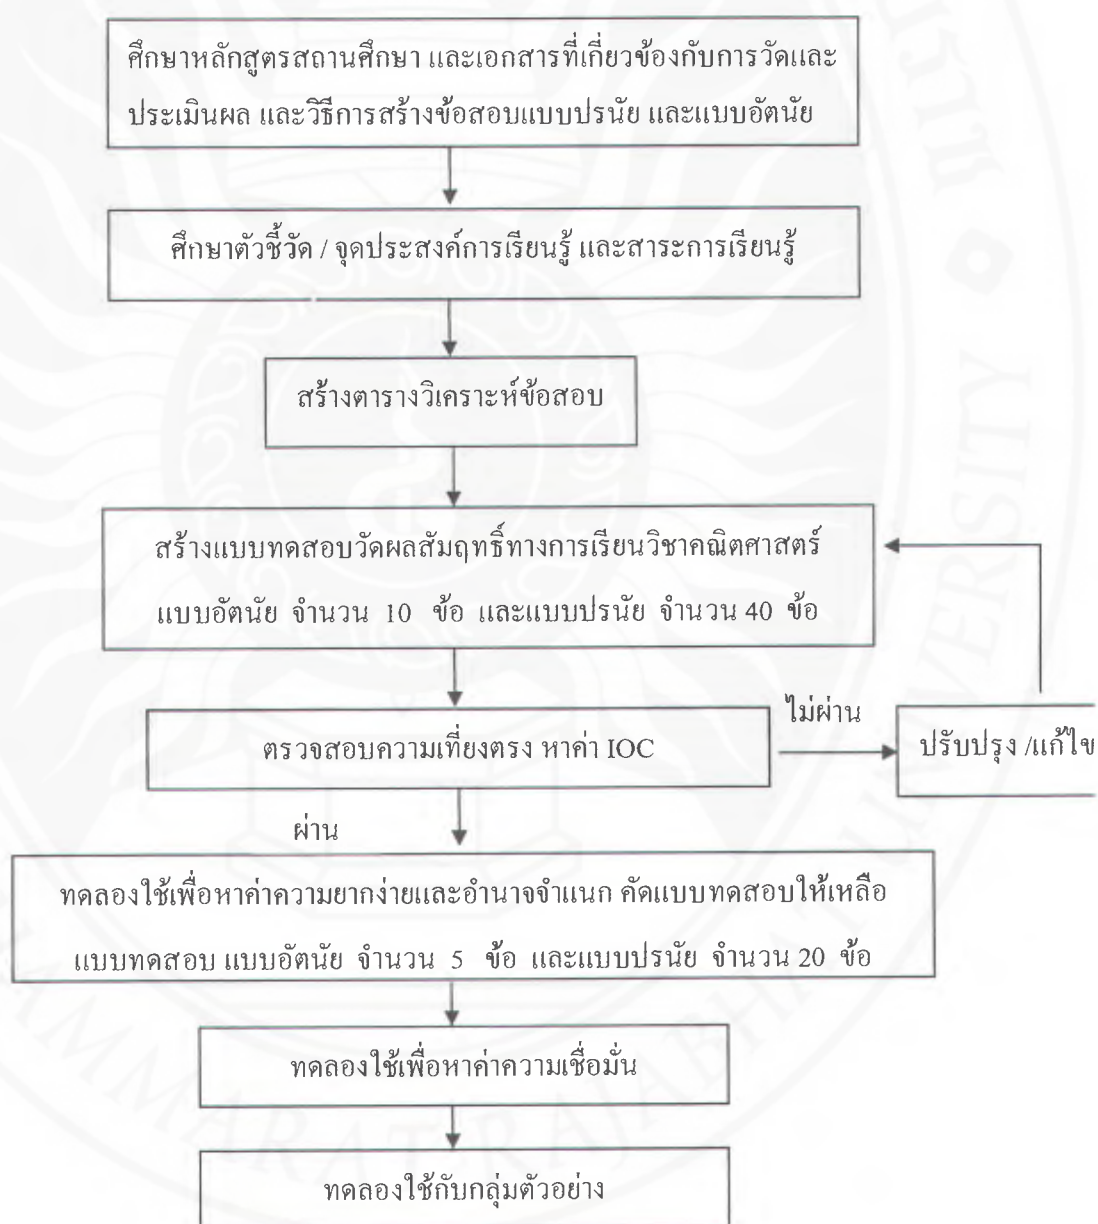 ศึกษาหลักสูตรสถานศึกษา และเอกสารที่เกี่ยวข้องกับการวัดและ
ประเมินผล และวิธีการสร้างข้อสอบแบบปรนัย และแบบอัตนัย
ศึกษาตัวชี้วัด / จุดประสงค์การเรียนรู้ และสาระการเรียนรู้
สร้างตารางวิเคราะห์ข้อสอบ
สร้างแบบทดสอบวัดผลสัมฤทธิ์ทางการเรียนวิชาคณิตศาสตร์
แบบอัตนัย จำนวน 10 ข้อ และแบบปรนัย จำนวน 40 ข้อ
ตรวจสอบความเที่ยงตรง หาค่า IOC
ไม่ผ่าน
ปรับปรุง /แก้ไข
ผ่าน
ทดลองใช้เพื่อหาค่าความยากง่ายและอำนาจจำแนก คัดแบบทดสอบให้เหลือ
แบบทดสอบ แบบอัตนัย จำนวน 5 ข้อ และแบบปรนัย จำนวน 20 ข้อ
ทดลองใช้เพื่อหาค่าความเชื่อมั่น
ทดลองใช้กับกลุ่มตัวอย่าง
RAJABHAT UNIVERSITY